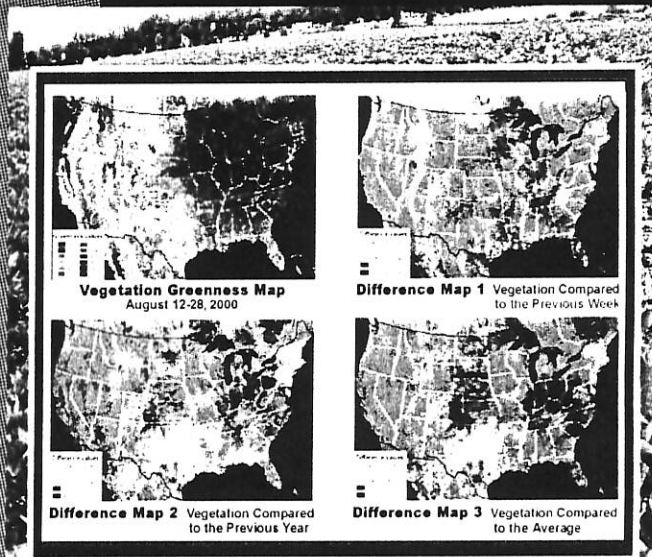 Vegetation Greenness Map
August 12-28, 2000
Difference Map 1 Vegetation Compared
to the Previous Week
Difference Map 2 Vegetation Compared
to the Previous Year
Difference Map 3 Vegetation Compared
to the Average